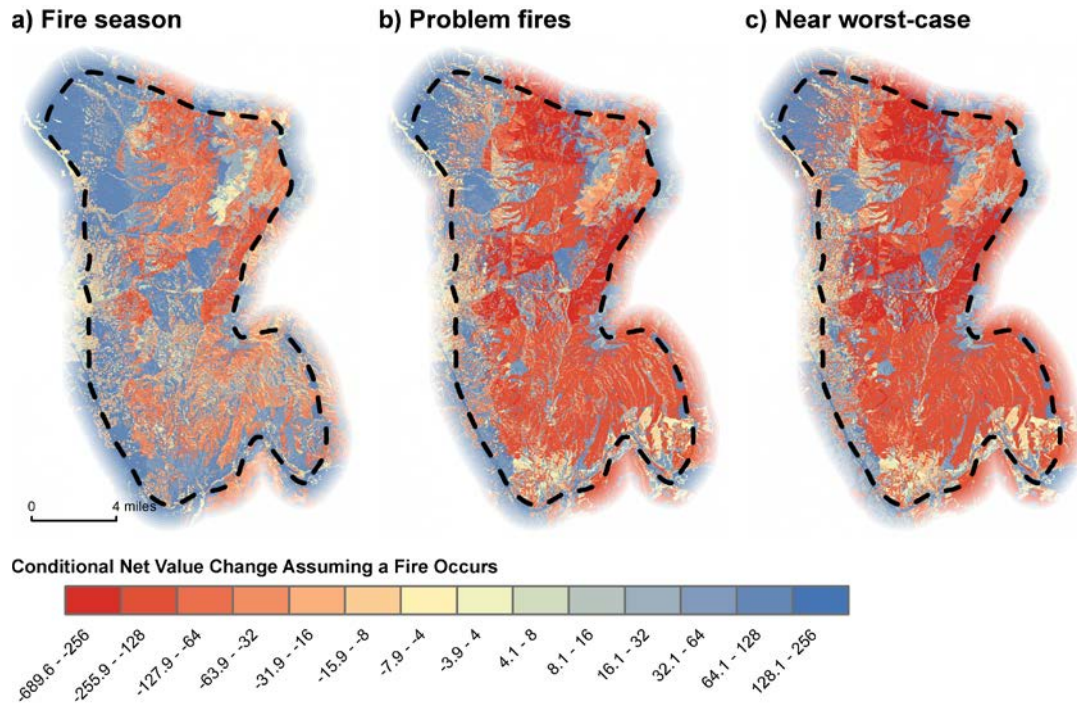 a) Fire season
b) Problem fires
c) Near worst-case
0 4 miles
Conditional Net Value Change Assuming a Fire Occurs
-689.6 - -256
-255.9 - -128
-127.9 - -64
-63.9 - -32
-31.9 - -16
-15.9 - -8
-7.9 - -4
-3.9 - 4
4.1 - 8
8.1 - 16
16.1 - 32
32.1 - 64
64.1 - 128
128.1 - 256